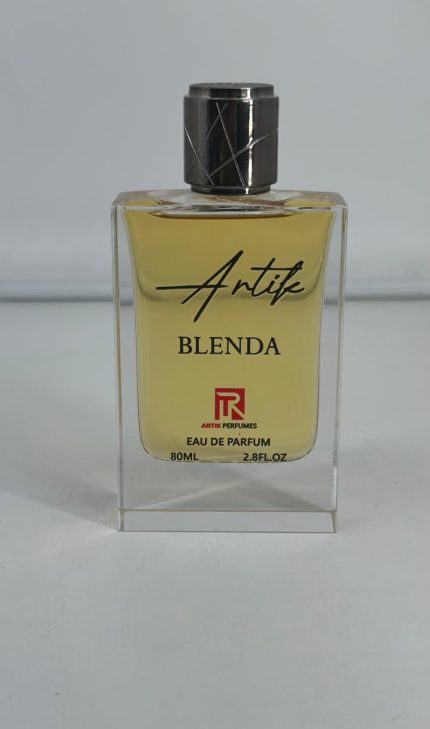 Artik
BLENDA
ARTIK PERFUMES
EAU DE PARFUM
80ML 2.8FL.OZ